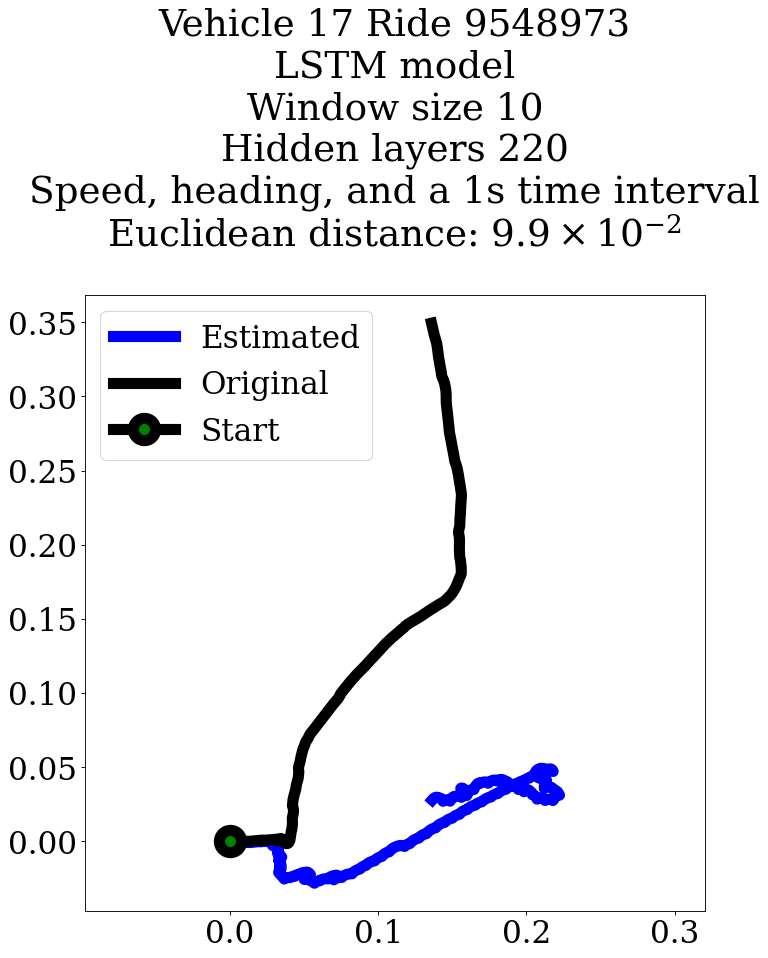 Vehicle 17 Ride 9548973
LSTM model
Window size 10
Hidden layers 220
Speed, heading, and a 1s time interval
Euclidean distance: 9.9 × 10⁻²
Estimated
Original
Start
0.35
0.30
0.25
0.20
0.15
0.10
0.05
0.00
0.0 0.1 0.2 0.3